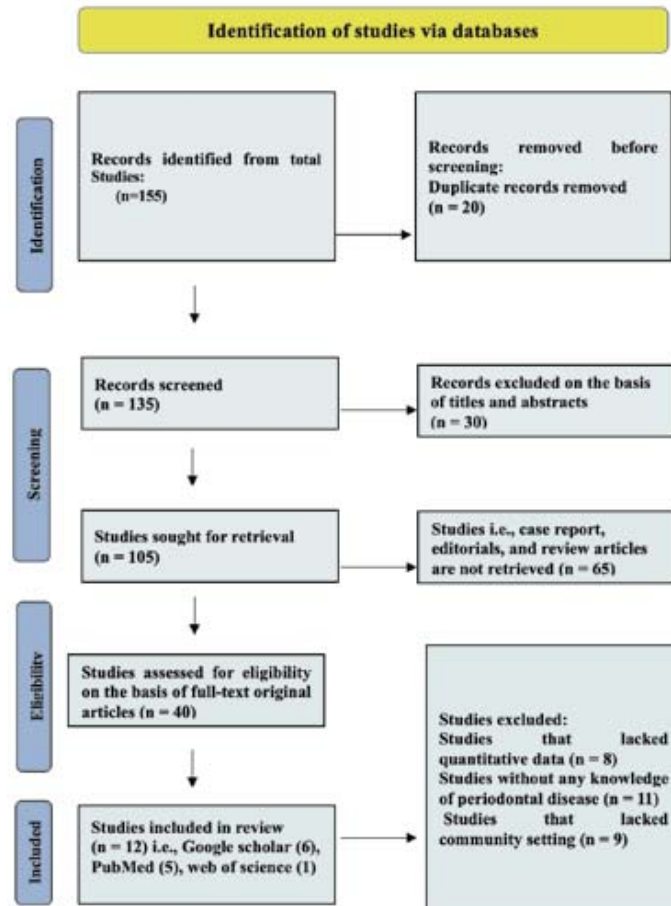 Identification of studies via databases
Identification
Records identified from total
Studies:
(n=155)
Records removed before
screening:
Duplicate records removed
(n = 20)
Screening
Records screened
(n = 135)
Records excluded on the basis
of titles and abstracts
(n = 30)
Studies sought for retrieval
(n = 105)
Studies i.e., case report,
editorials, and review articles
are not retrieved (n = 65)
Eligibility
Studies assessed for eligibility
on the basis of full-text original
articles (n = 40)
Studies excluded:
Studies that lacked
quantitative data (n = 8)
Studies without any knowledge
of periodontal disease (n = 11)
Studies that lacked
community setting (n = 9)
Included
Studies included in review
(n = 12) i.e., Google scholar (6),
PubMed (5), web of science (1)